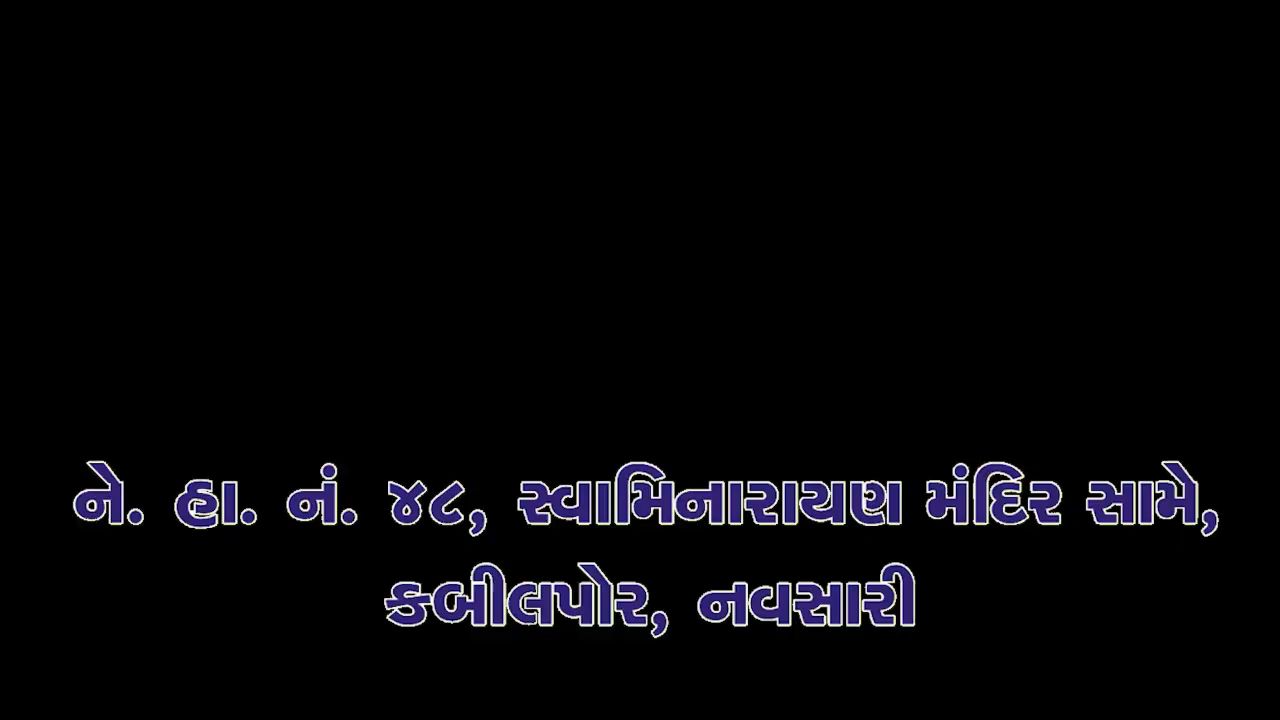 ને. હા. નં. ૪૮, સ્વામિનારાયણ મંદિર સામે,
કબીલપોર, નવસારી